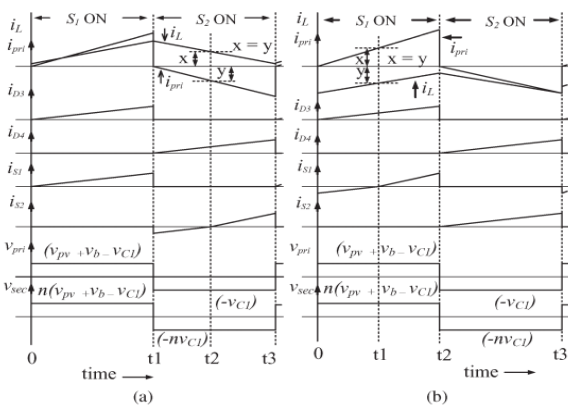 i_L S_1 ON S_2 ON
i_pri i_L x = y
x
y
i_pri
i_D3
i_D4
i_S1
i_S2
v_pri (v_pv + v_b – v_C1)
v_sec n(v_pv + v_b – v_C1) (-v_C1)
(-nv_C1)
0 t1 t2 t3
time
(a)
i_L S_1 ON S_2 ON
i_pri i_pri
x x = y
y
i_L
i_D3
i_D4
i_S1
i_S2
v_pri (v_pv + v_b – v_C1)
v_sec n(v_pv + v_b – v_C1) (-v_C1)
(-nv_C1)
0 t1 t2 t3
time
(b)